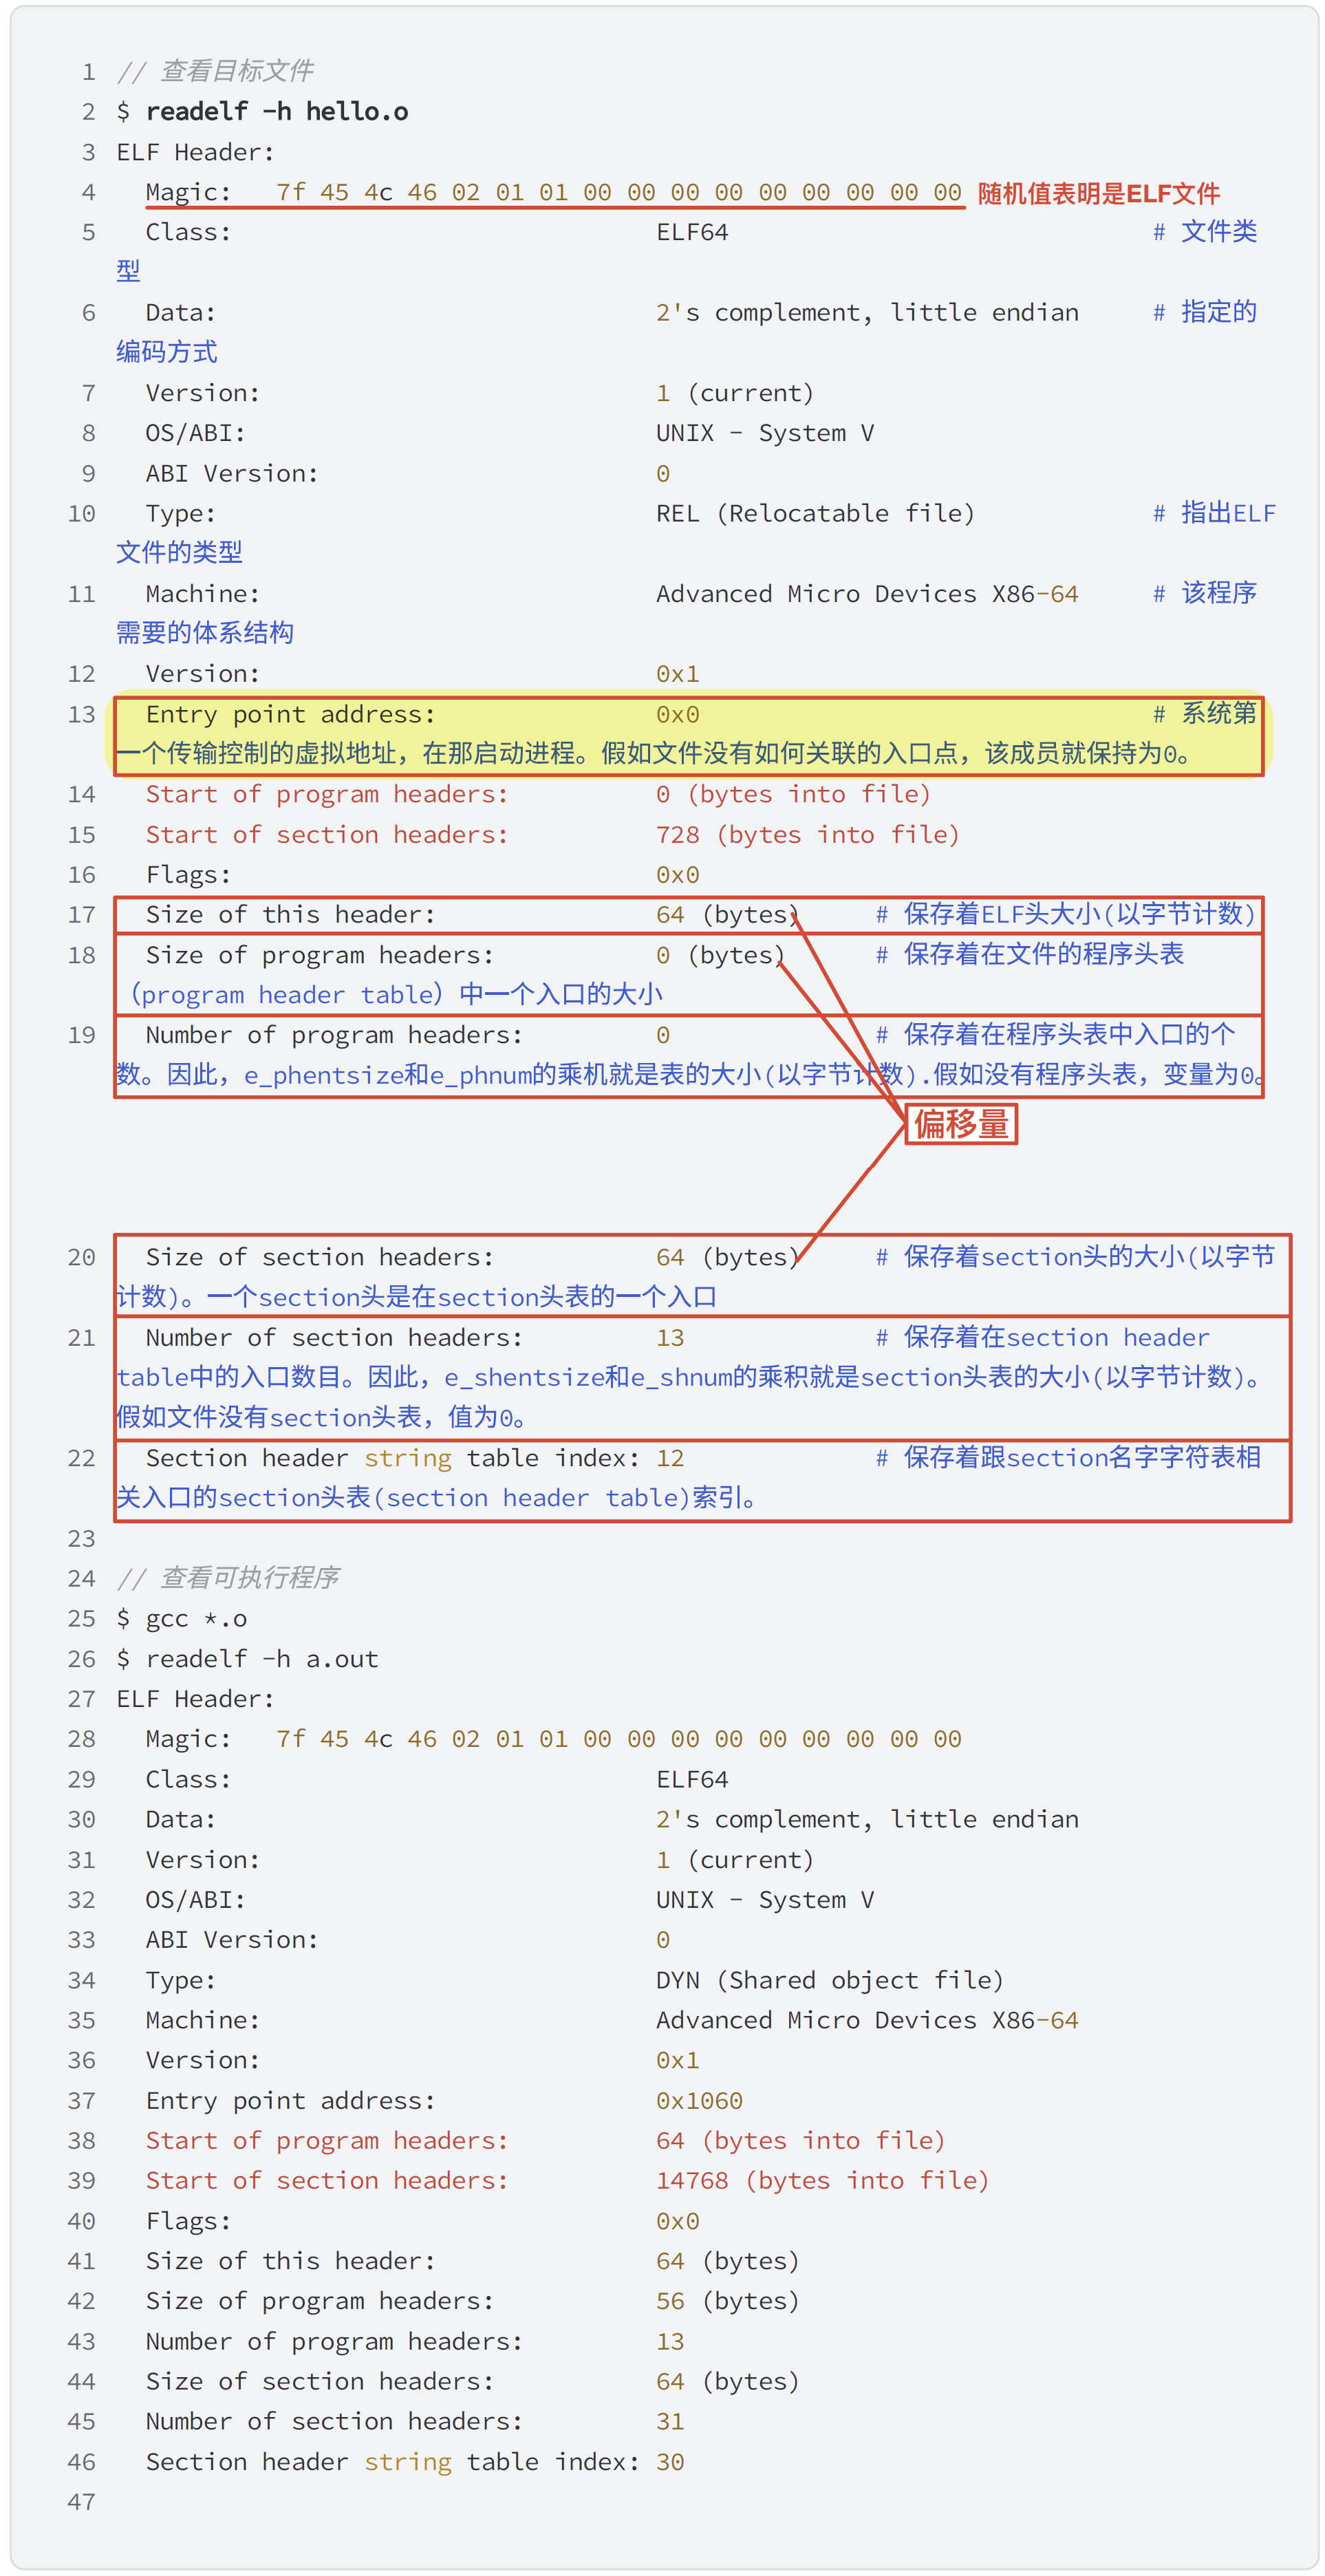 1 // 查看目标文件
2 $ readelf -h hello.o
3 ELF Header:
4 Magic: 7f 45 4c 46 02 01 01 00 00 00 00 00 00 00 00 00 随机值表明是ELF文件
5 Class: ELF64 # 文件类
型
6 Data: 2's complement, little endian # 指定的
编码方式
7 Version: 1 (current)
8 OS/ABI: UNIX - System V
9 ABI Version: 0
10 Type: REL (Relocatable file) # 指出ELF
文件的类型
11 Machine: Advanced Micro Devices X86-64 # 该程序
需要的体系结构
12 Version: 0x1
13 Entry point address: 0x0 # 系统第
一个传输控制的虚拟地址，在那启动进程。假如文件没有如何关联的入口点，该成员就保持为0。
14 Start of program headers: 0 (bytes into file)
15 Start of section headers: 728 (bytes into file)
16 Flags: 0x0
17 Size of this header: 64 (bytes) # 保存着ELF头大小(以字节计数)
18 Size of program headers: 0 (bytes) # 保存着在文件的程序头表
（program header table）中一个入口的大小
19 Number of program headers: 0 # 保存着在程序头表中入口的个
数。因此，e_phentsize和e_phnum的乘机就是表的大小(以字节计数).假如没有程序头表，变量为0。
偏移量
20 Size of section headers: 64 (bytes) # 保存着section头的大小(以字节
计数)。一个section头是在section头表的一个入口
21 Number of section headers: 13 # 保存着在section header
table中的入口数目。因此，e_shentsize和e_shnum的乘积就是section头表的大小(以字节计数)。
假如文件没有section头表，值为0。
22 Section header string table index: 12 # 保存着跟section名字字符表相
关入口的section头表(section header table)索引。
23
24 // 查看可执行程序
25 $ gcc *.o
26 $ readelf -h a.out
27 ELF Header:
28 Magic: 7f 45 4c 46 02 01 01 00 00 00 00 00 00 00 00 00
29 Class: ELF64
30 Data: 2's complement, little endian
31 Version: 1 (current)
32 OS/ABI: UNIX - System V
33 ABI Version: 0
34 Type: DYN (Shared object file)
35 Machine: Advanced Micro Devices X86-64
36 Version: 0x1
37 Entry point address: 0x1060
38 Start of program headers: 64 (bytes into file)
39 Start of section headers: 14768 (bytes into file)
40 Flags: 0x0
41 Size of this header: 64 (bytes)
42 Size of program headers: 56 (bytes)
43 Number of program headers: 13
44 Size of section headers: 64 (bytes)
45 Number of section headers: 31
46 Section header string table index: 30
47